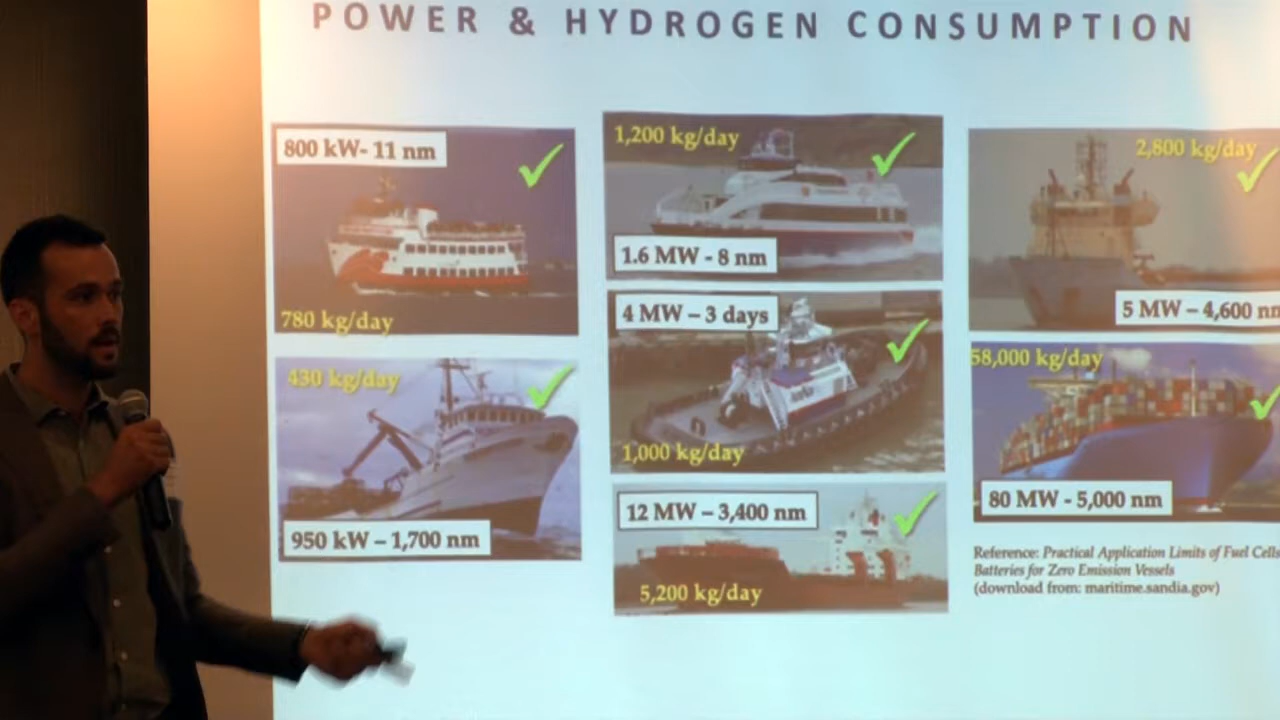 POWER & HYDROGEN CONSUMPTION
800 kW- 11 nm
780 kg/day
430 kg/day
950 kW – 1,700 nm
1,200 kg/day
1.6 MW - 8 nm
4 MW – 3 days
1,000 kg/day
12 MW – 3,400 nm
5,200 kg/day
2,800 kg/day
5 MW – 4,600 nm
58,000 kg/day
80 MW - 5,000 nm
Reference: Practical Application Limits of Fuel Cells
Batteries for Zero Emission Vessels
(download from: maritime.sandia.gov)